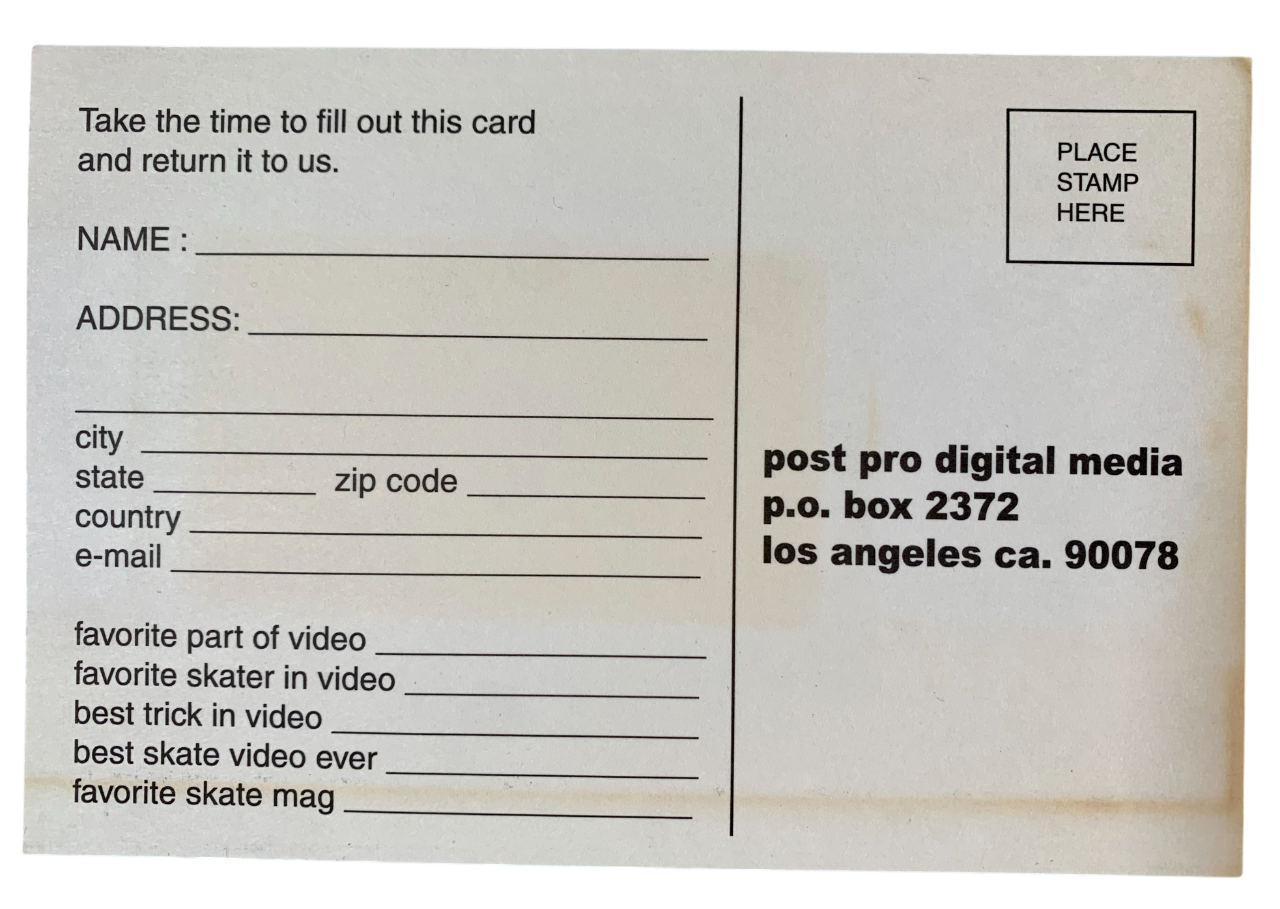 Take the time to fill out this card
and return it to us.
NAME :
ADDRESS:
city
state zip code
country
e-mail
favorite part of video
favorite skater in video
best trick in video
best skate video ever
favorite skate mag
PLACE
STAMP
HERE
post pro digital media
p.o. box 2372
los angeles ca. 90078